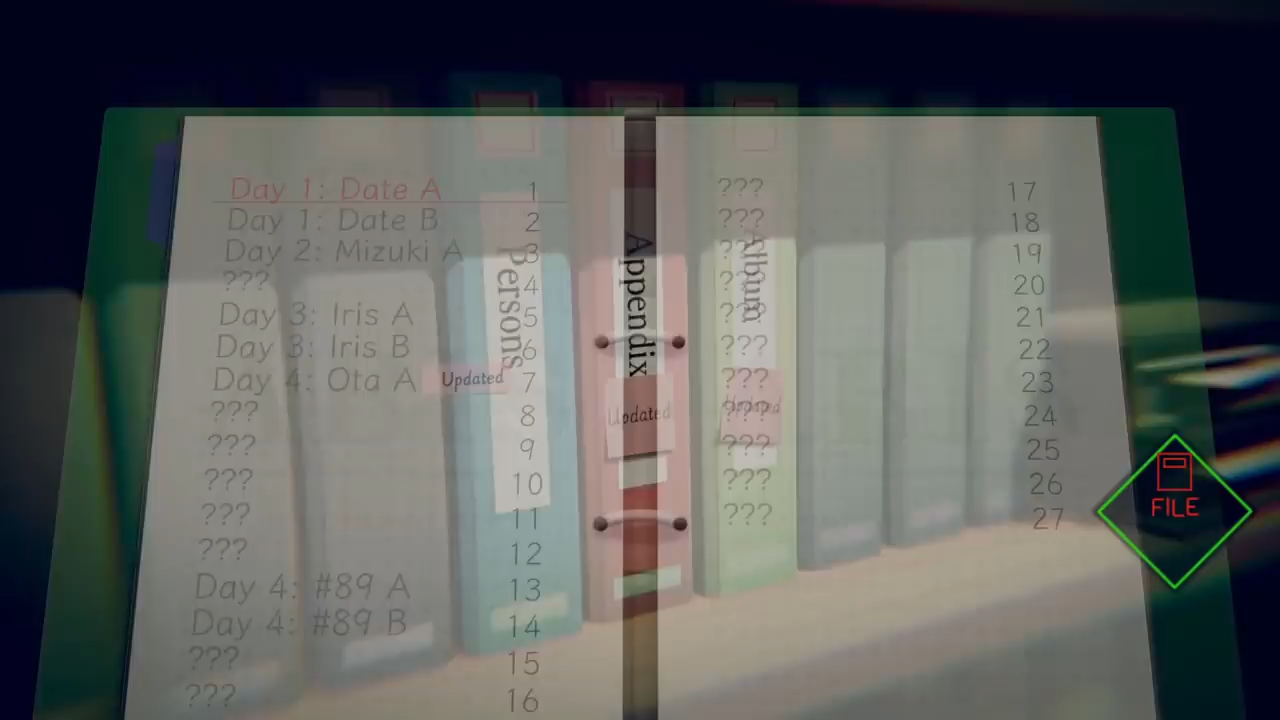 Day 1: Date A 1
Day 1: Date B 2
Day 2: Mizuki A 3
??? 4
Day 3: Iris A 5
Day 3: Iris B 6
Day 4: Ota A 7
??? 8
??? 9
??? 10
??? 11
??? 12
Day 4: #89 A 13
Day 4: #89 B 14
??? 15
??? 16
Persons
Updated
Appendix
Updated
Album
Updated
??? 17
??? 18
??? 19
??? 20
??? 21
??? 22
??? 23
??? 24
??? 25
??? 26
??? 27
FILE